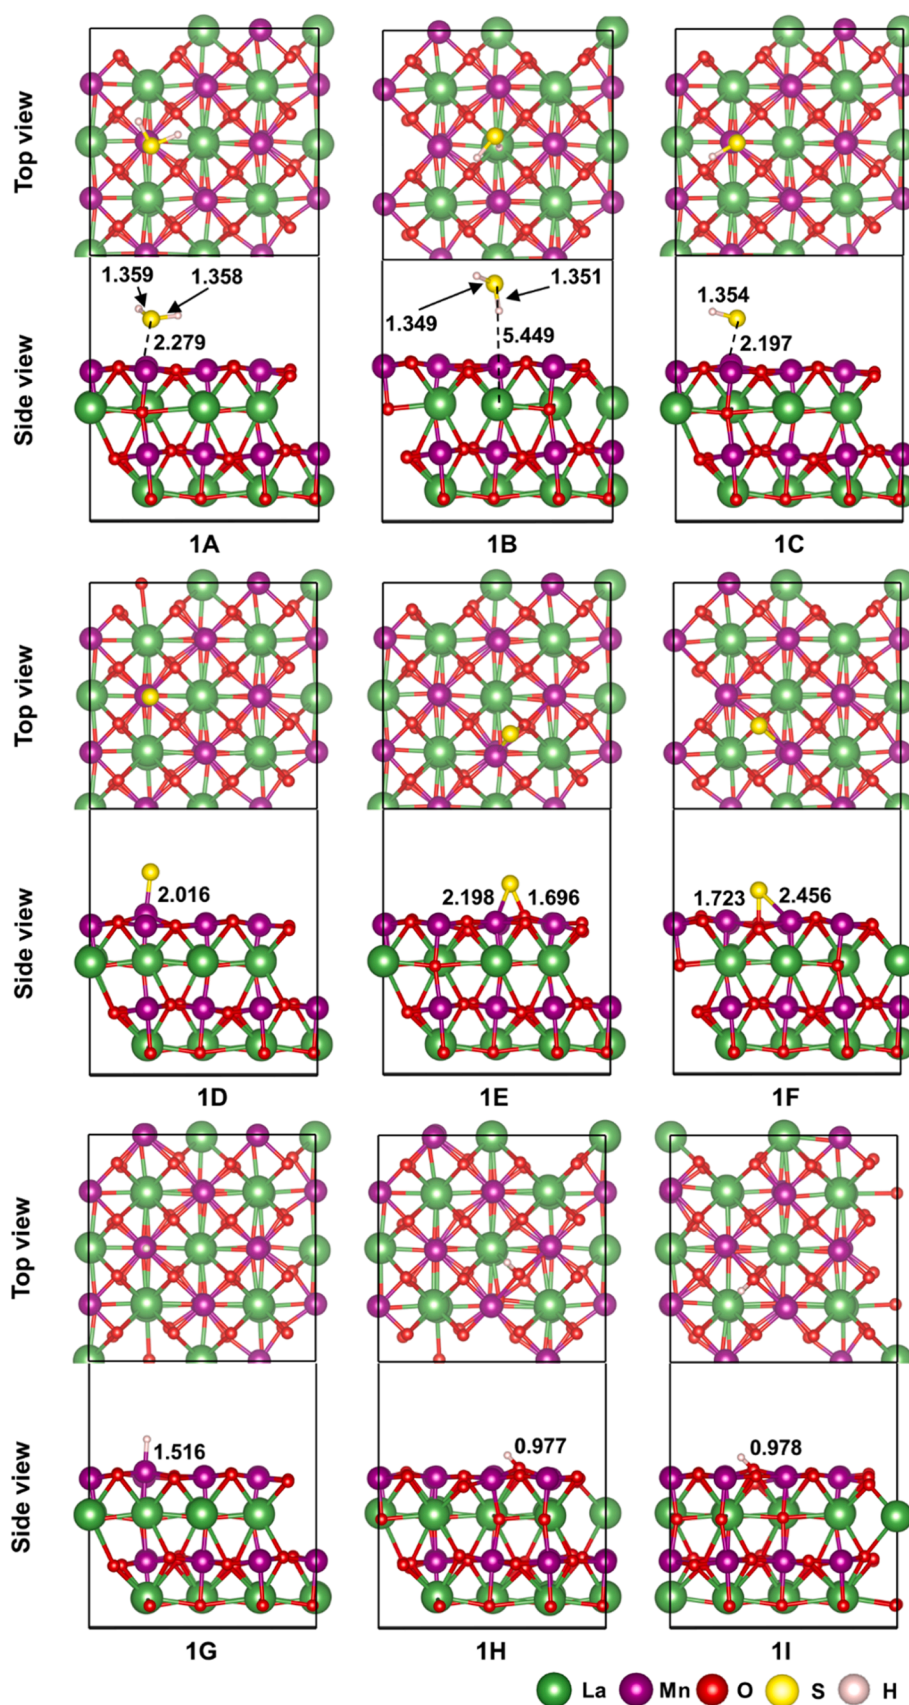 Top view
Side view
1.359
1.358
2.279
1.349
1.351
5.449
1.354
2.197
1A
1B
1C
Top view
Side view
2.016
2.198
1.696
1.723
2.456
1D
1E
1F
Top view
Side view
1.516
0.977
0.978
1G
1H
1I
La Mn O S H